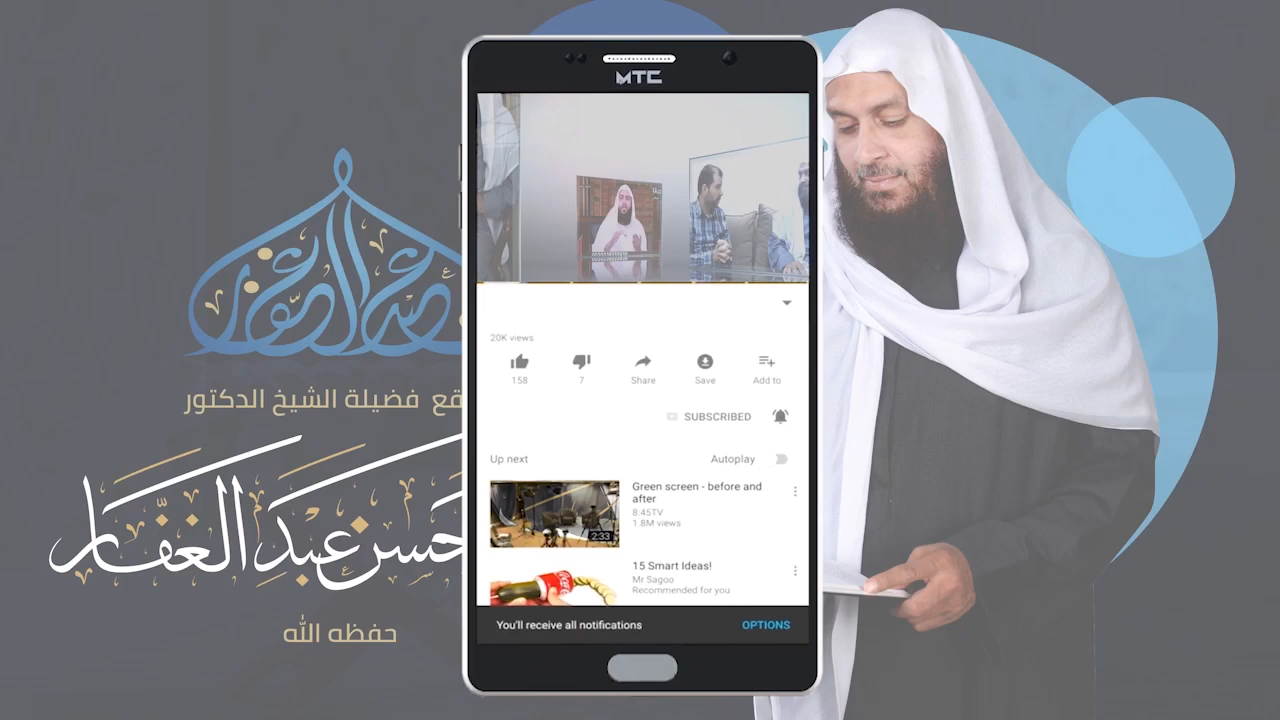 قع فضيلة الشيخ الدكتور
حسن عبد الغفار
حفظه الله
MTC
20K views
158
7
Share
Save
Add to
SUBSCRIBED
Up next
Autoplay
Green screen - before and
after
8:45TV
1.8M views
2:33
15 Smart Ideas!
Mr Sagoo
Recommended for you
You'll receive all notifications
OPTIONS